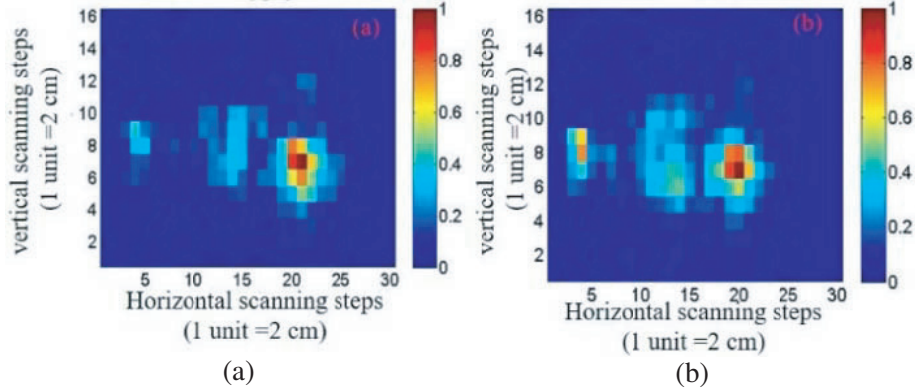 16
14
12
10
8
6
4
2
vertical scanning steps
(1 unit =2 cm)
(a)
1
0.8
0.6
0.4
0.2
0
5 10 15 20 25 30
Horizontal scanning steps
(1 unit =2 cm)
(a)
16
14
12
10
8
6
4
2
vertical scanning steps
(1 unit =2 cm)
(b)
1
0.8
0.6
0.4
0.2
0
5 10 15 20 25 30
Horizontal scanning steps
(1 unit =2 cm)
(b)